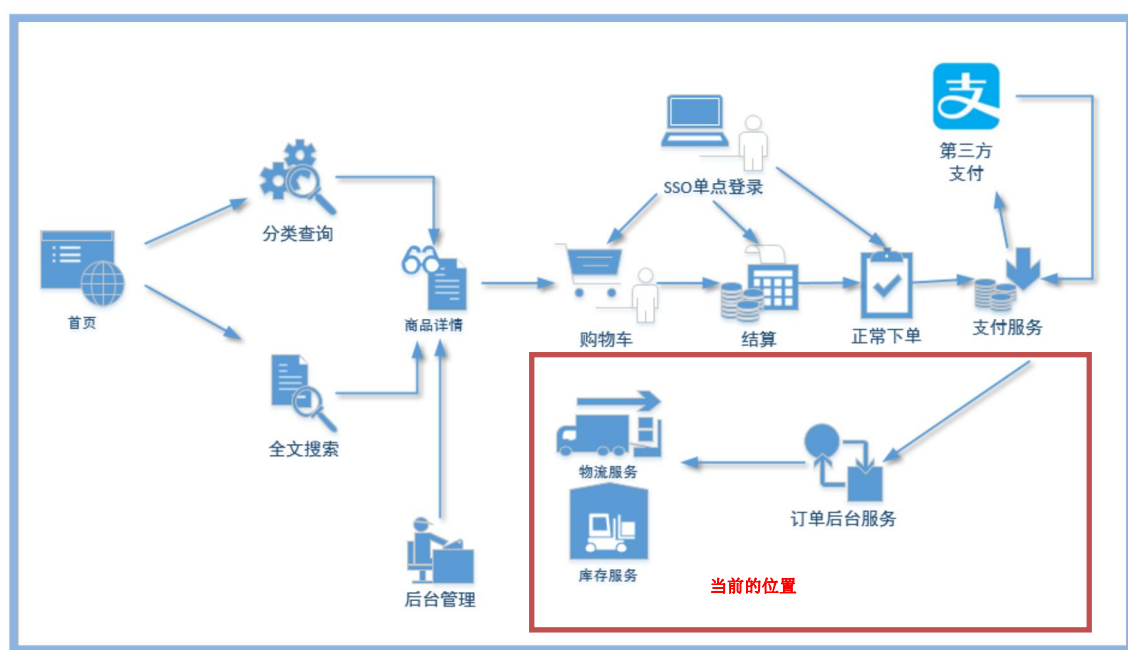 支
第三方
支付
SSO单点登录
分类查询
首页
商品详情
购物车
结算
正常下单
支付服务
全文搜索
物流服务
订单后台服务
库存服务
当前的位置
后台管理